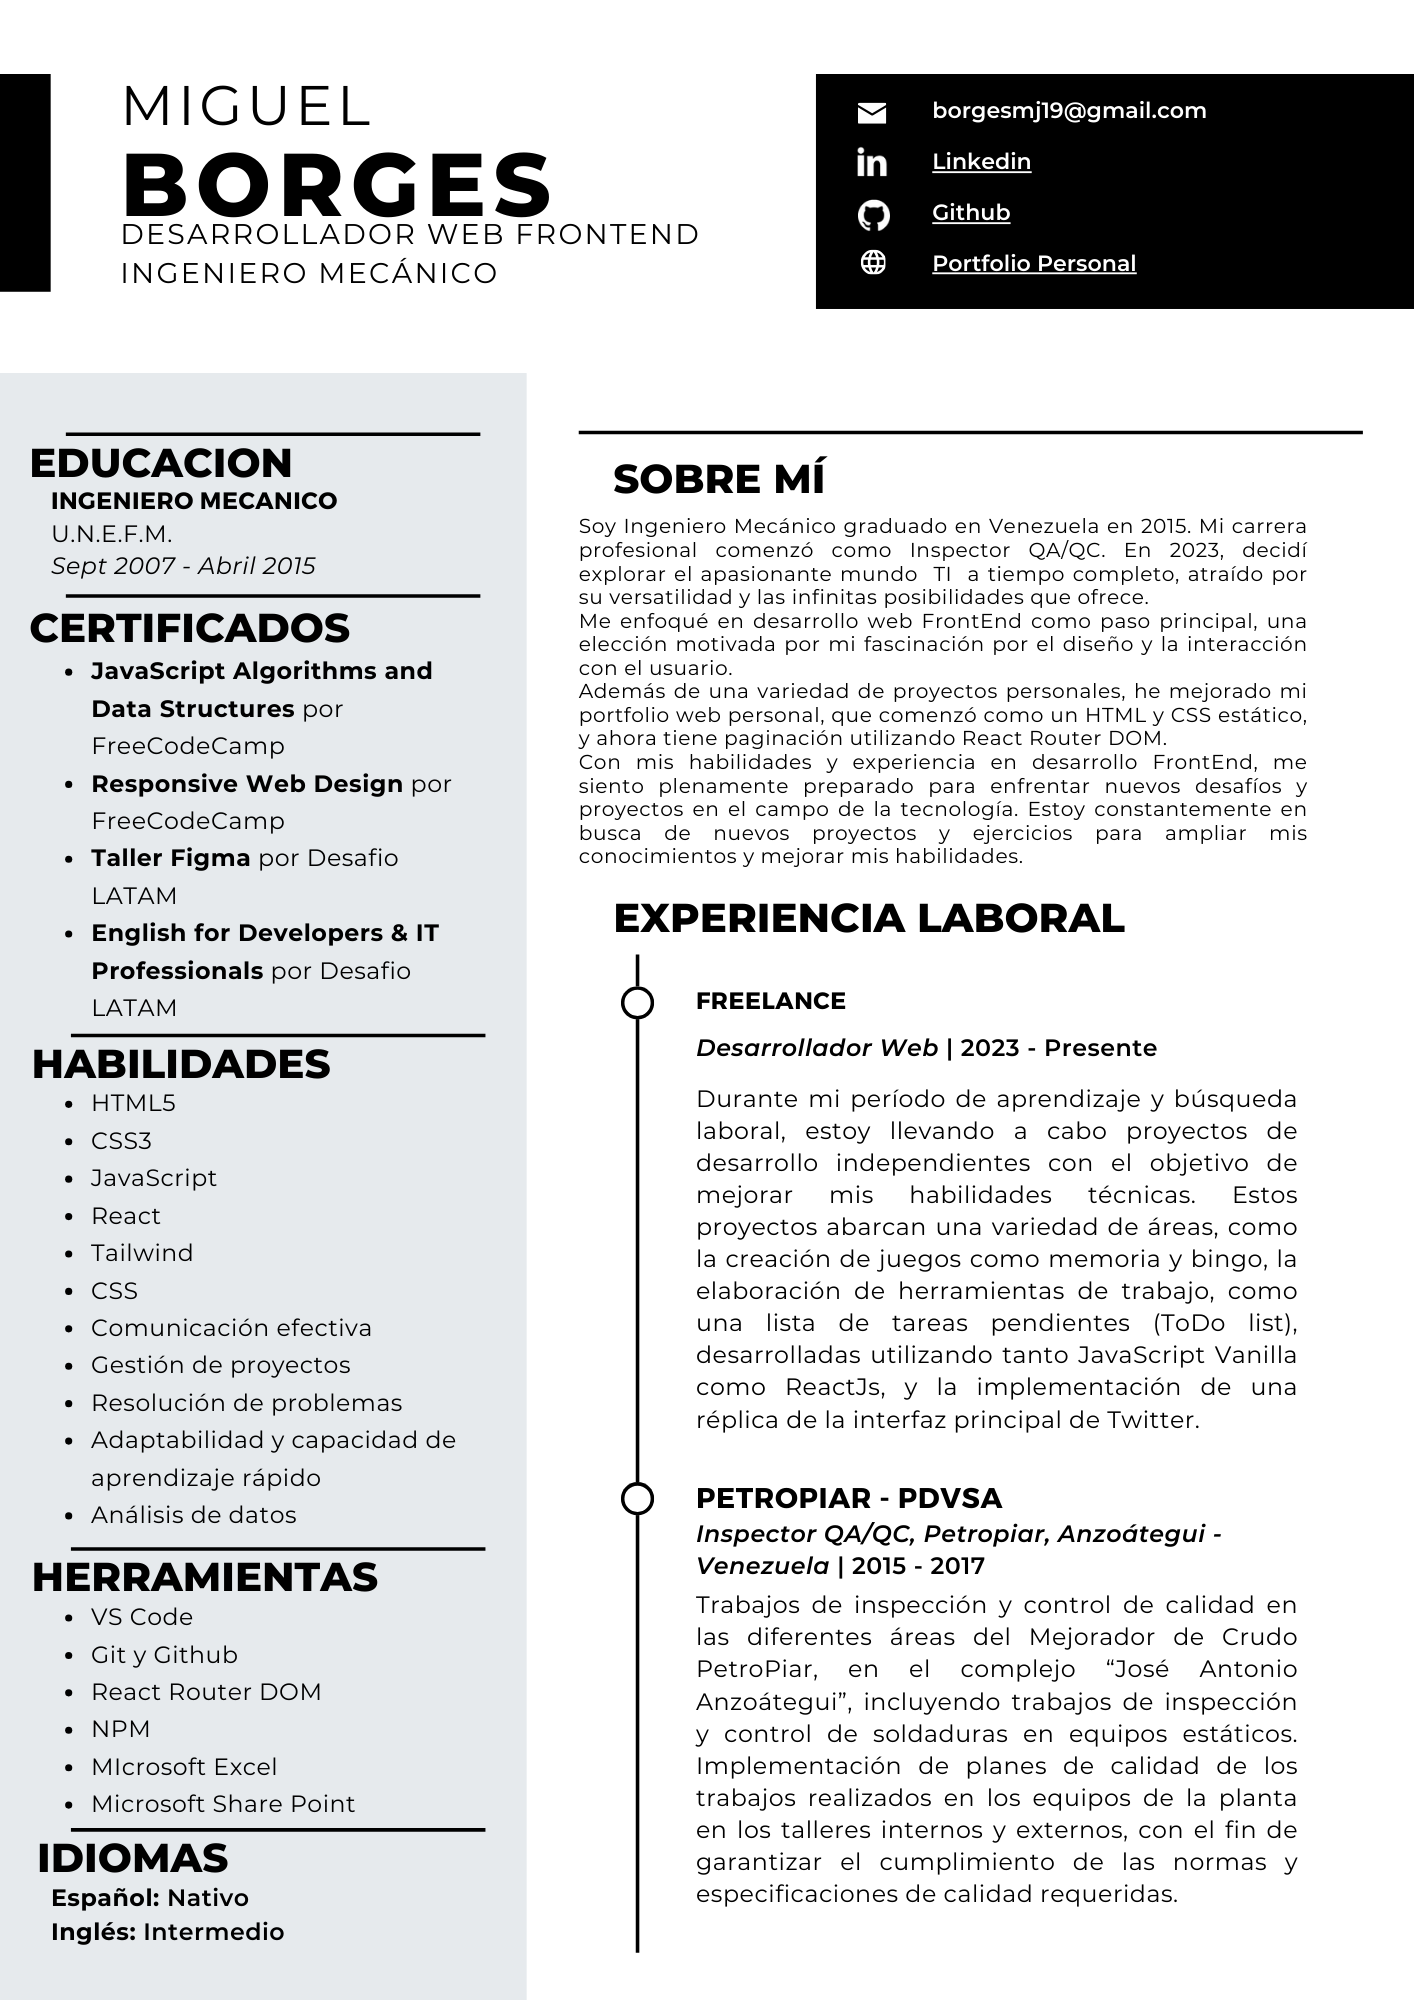 MIGUEL
BORGES
DESARROLLADOR WEB FRONTEND
INGENIERO MECÁNICO
borgesmj19@gmail.com
Linkedin
Github
Portfolio Personal
EDUCACION
INGENIERO MECANICO
U.N.E.F.M.
Sept 2007 - Abril 2015
CERTIFICADOS
• JavaScript Algorithms and
Data Structures por
FreeCodeCamp
• Responsive Web Design por
FreeCodeCamp
• Taller Figma por Desafio
LATAM
• English for Developers & IT
Professionals por Desafio
LATAM
HABILIDADES
• HTML5
• CSS3
• JavaScript
• React
• Tailwind
• CSS
• Comunicación efectiva
• Gestión de proyectos
• Resolución de problemas
• Adaptabilidad y capacidad de
aprendizaje rápido
• Análisis de datos
HERRAMIENTAS
• VS Code
• Git y Github
• React Router DOM
• NPM
• MIcrosoft Excel
• Microsoft Share Point
IDIOMAS
Español: Nativo
Inglés: Intermedio
SOBRE MÍ
Soy Ingeniero Mecánico graduado en Venezuela en 2015. Mi carrera
profesional comenzó como Inspector QA/QC. En 2023, decidí
explorar el apasionante mundo TI a tiempo completo, atraído por
su versatilidad y las infinitas posibilidades que ofrece.
Me enfoqué en desarrollo web FrontEnd como paso principal, una
elección motivada por mi fascinación por el diseño y la interacción
con el usuario.
Además de una variedad de proyectos personales, he mejorado mi
portfolio web personal, que comenzó como un HTML y CSS estático,
y ahora tiene paginación utilizando React Router DOM.
Con mis habilidades y experiencia en desarrollo FrontEnd, me
siento plenamente preparado para enfrentar nuevos desafíos y
proyectos en el campo de la tecnología. Estoy constantemente en
busca de nuevos proyectos y ejercicios para ampliar mis
conocimientos y mejorar mis habilidades.
EXPERIENCIA LABORAL
FREELANCE
Desarrollador Web | 2023 - Presente
Durante mi período de aprendizaje y búsqueda
laboral, estoy llevando a cabo proyectos de
desarrollo independientes con el objetivo de
mejorar mis habilidades técnicas. Estos
proyectos abarcan una variedad de áreas, como
la creación de juegos como memoria y bingo, la
elaboración de herramientas de trabajo, como
una lista de tareas pendientes (ToDo list),
desarrolladas utilizando tanto JavaScript Vanilla
como ReactJs, y la implementación de una
réplica de la interfaz principal de Twitter.
PETROPIAR - PDVSA
Inspector QA/QC, Petropiar, Anzoátegui -
Venezuela | 2015 - 2017
Trabajos de inspección y control de calidad en
las diferentes áreas del Mejorador de Crudo
PetroPiar, en el complejo “José Antonio
Anzoátegui”, incluyendo trabajos de inspección
y control de soldaduras en equipos estáticos.
Implementación de planes de calidad de los
trabajos realizados en los equipos de la planta
en los talleres internos y externos, con el fin de
garantizar el cumplimiento de las normas y
especificaciones de calidad requeridas.